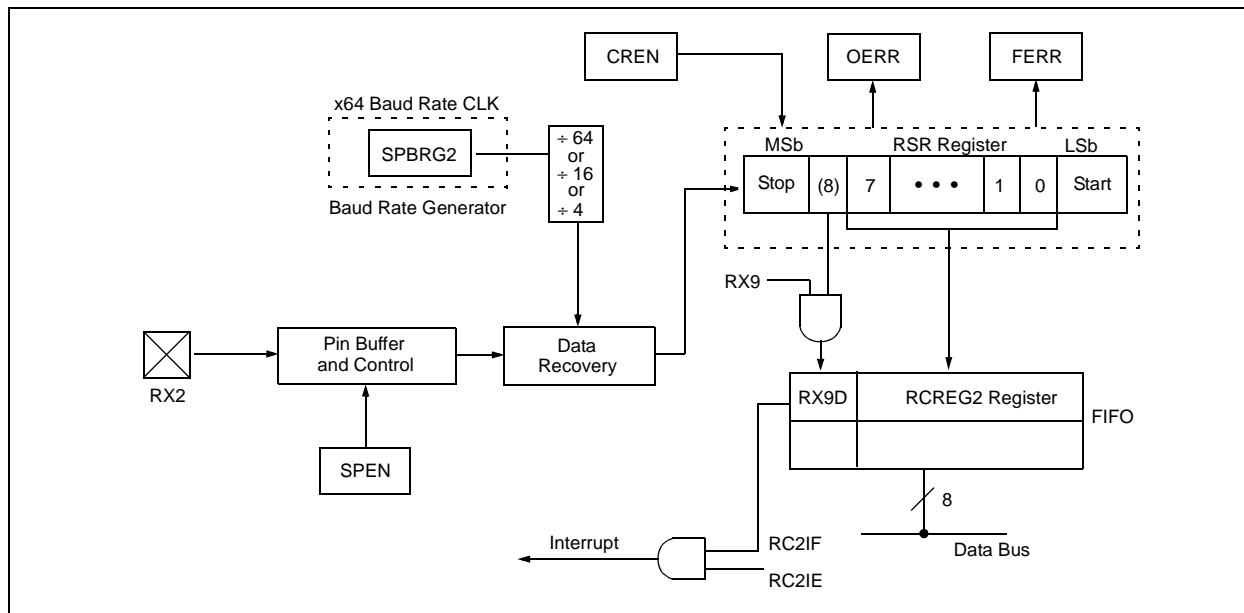 CREN
OERR
FERR
x64 Baud Rate CLK
SPBRG2
Baud Rate Generator
÷ 64
or
÷ 16
or
÷ 4
MSb
RSR Register
LSb
Stop
(8)
7
• • •
1
0
Start
RX9
RX2
Pin Buffer
and Control
Data
Recovery
SPEN
RX9D
RCREG2 Register
FIFO
8
Data Bus
Interrupt
RC2IF
RC2IE